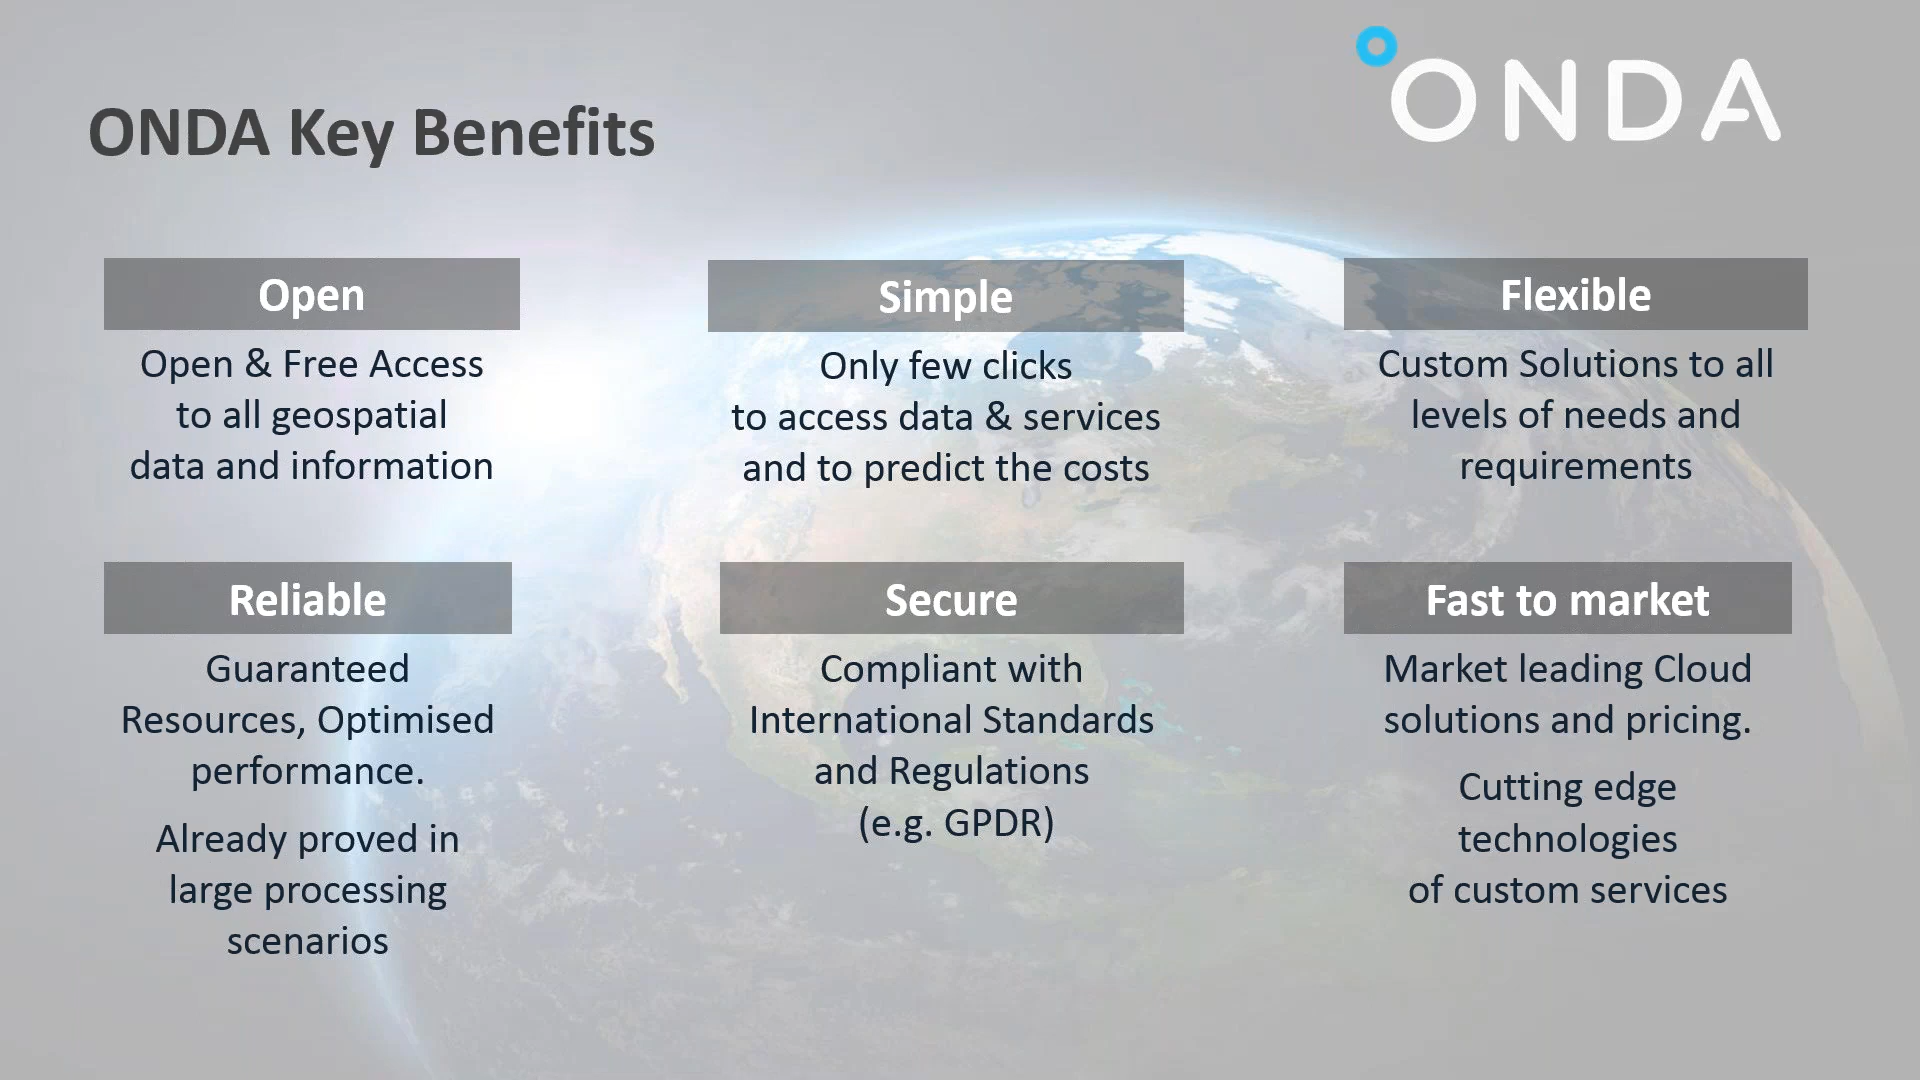 ONDA
ONDA Key Benefits
Open
Open & Free Access
to all geospatial
data and information
Simple
Only few clicks
to access data & services
and to predict the costs
Flexible
Custom Solutions to all
levels of needs and
requirements
Reliable
Guaranteed
Resources, Optimised
performance.
Already proved in
large processing
scenarios
Secure
Compliant with
International Standards
and Regulations
(e.g. GPDR)
Fast to market
Market leading Cloud
solutions and pricing.
Cutting edge
technologies
of custom services